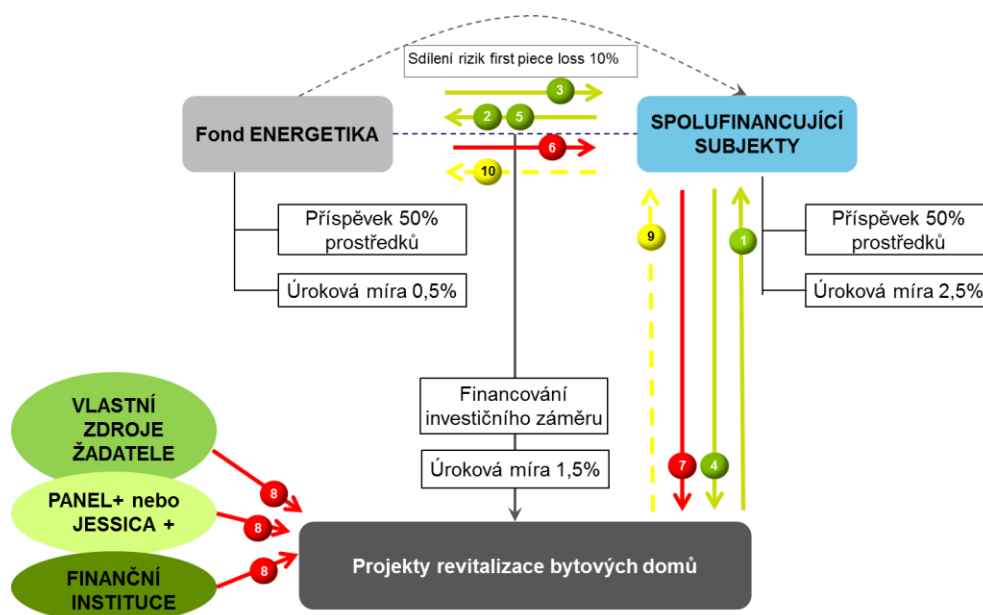 Sdílení rizik first piece loss 10%
3
Fond ENERGETIKA
2
5
SPOLUFINANCUJÍCÍ
SUBJEKTY
6
10
Příspěvek 50%
prostředků
Úroková míra 0,5%
9
1
Příspěvek 50%
prostředků
Úroková míra 2,5%
Financování
investičního záměru
Úroková míra 1,5%
7
4
VLASTNÍ
ZDROJE
ŽADATELE
8
PANEL+ nebo
JESSICA +
8
FINANČNÍ
INSTITUCE
8
Projekty revitalizace bytových domů